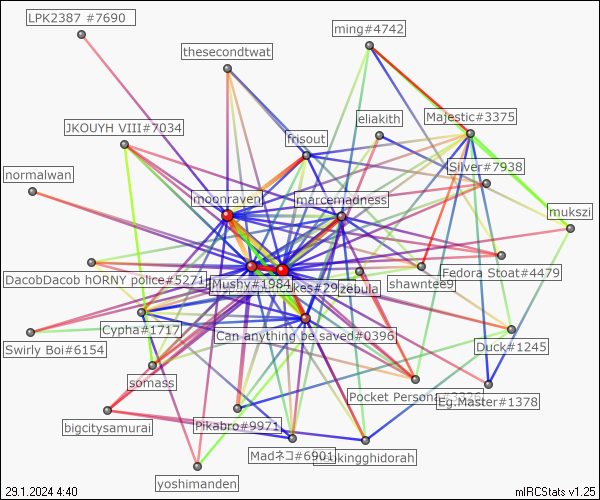 LPK2387 #7690
ming#4742
thesecondtwat
eliakith
Majestic#3375
JKOUYH VIII#7034
frisout
Silver#7938
normalwan
moonraven
marcemadness
mukszi
DacobDacob hORNY police#5271
Mushy#1984
akes#29
zebula
shawntee9
Fedora Stoat#4479
Cypha#1717
Can anything be saved#0396
Swirly Boi#6154
Duck#1245
somass
Pocket Person
Eg.Master#1378
bigcitysamurai
Pikabro#9971
Madネコ#6901
kingghidorah
yoshimanden
29.1.2024 4:40
mIRCStats v1.25